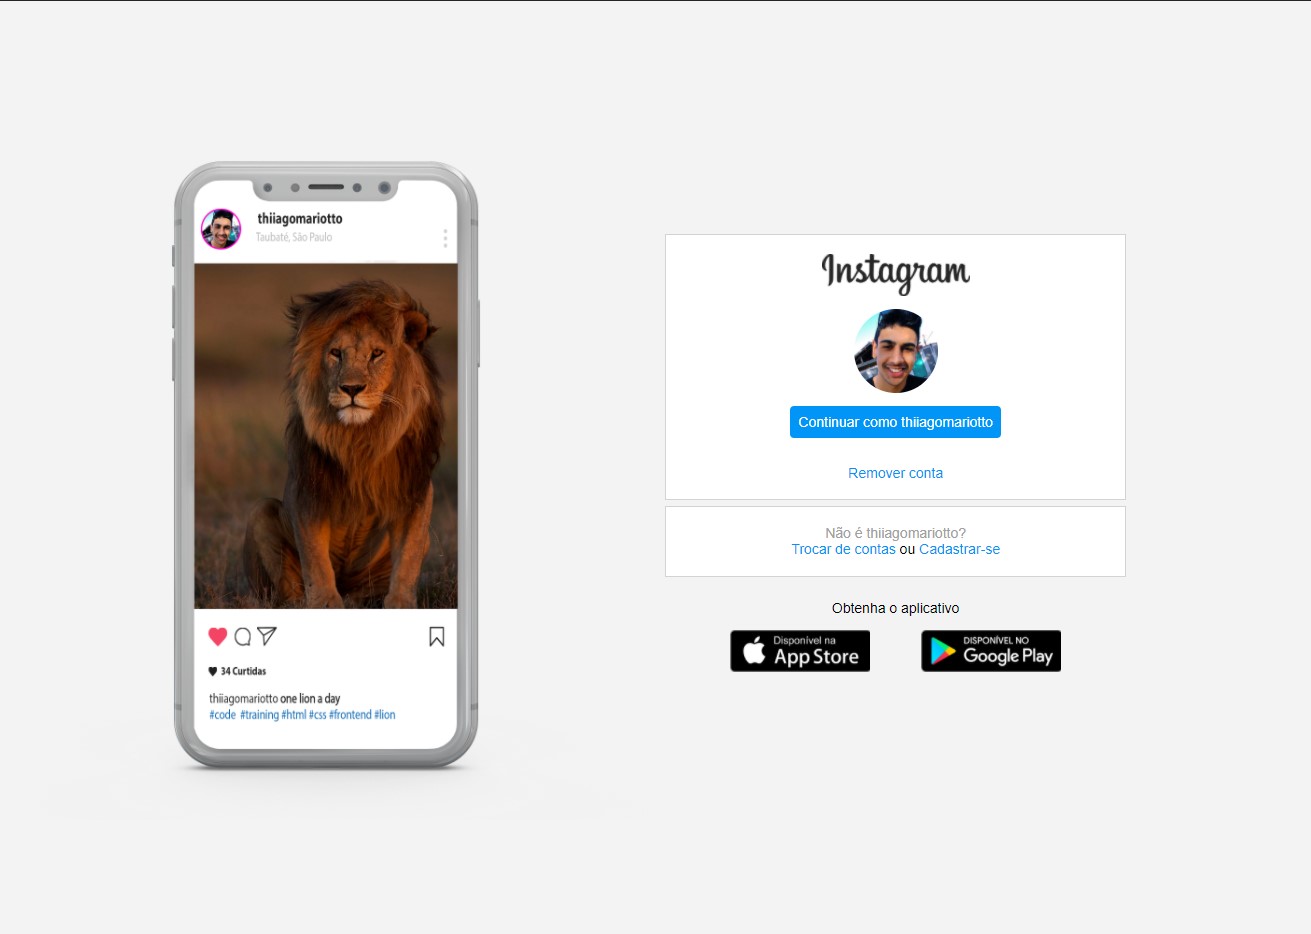 thiiagomariotto
Taubaté, São Paulo
34 Curtidas
thiiagomariotto one lion a day
#code #training #html #css #frontend #lion
Instagram
Continuar como thiiagomariotto
Remover conta
Não é thiiagomariotto?
Trocar de contas ou Cadastrar-se
Obtenha o aplicativo
Disponível na
App Store
DISPONÍVEL NO
Google Play